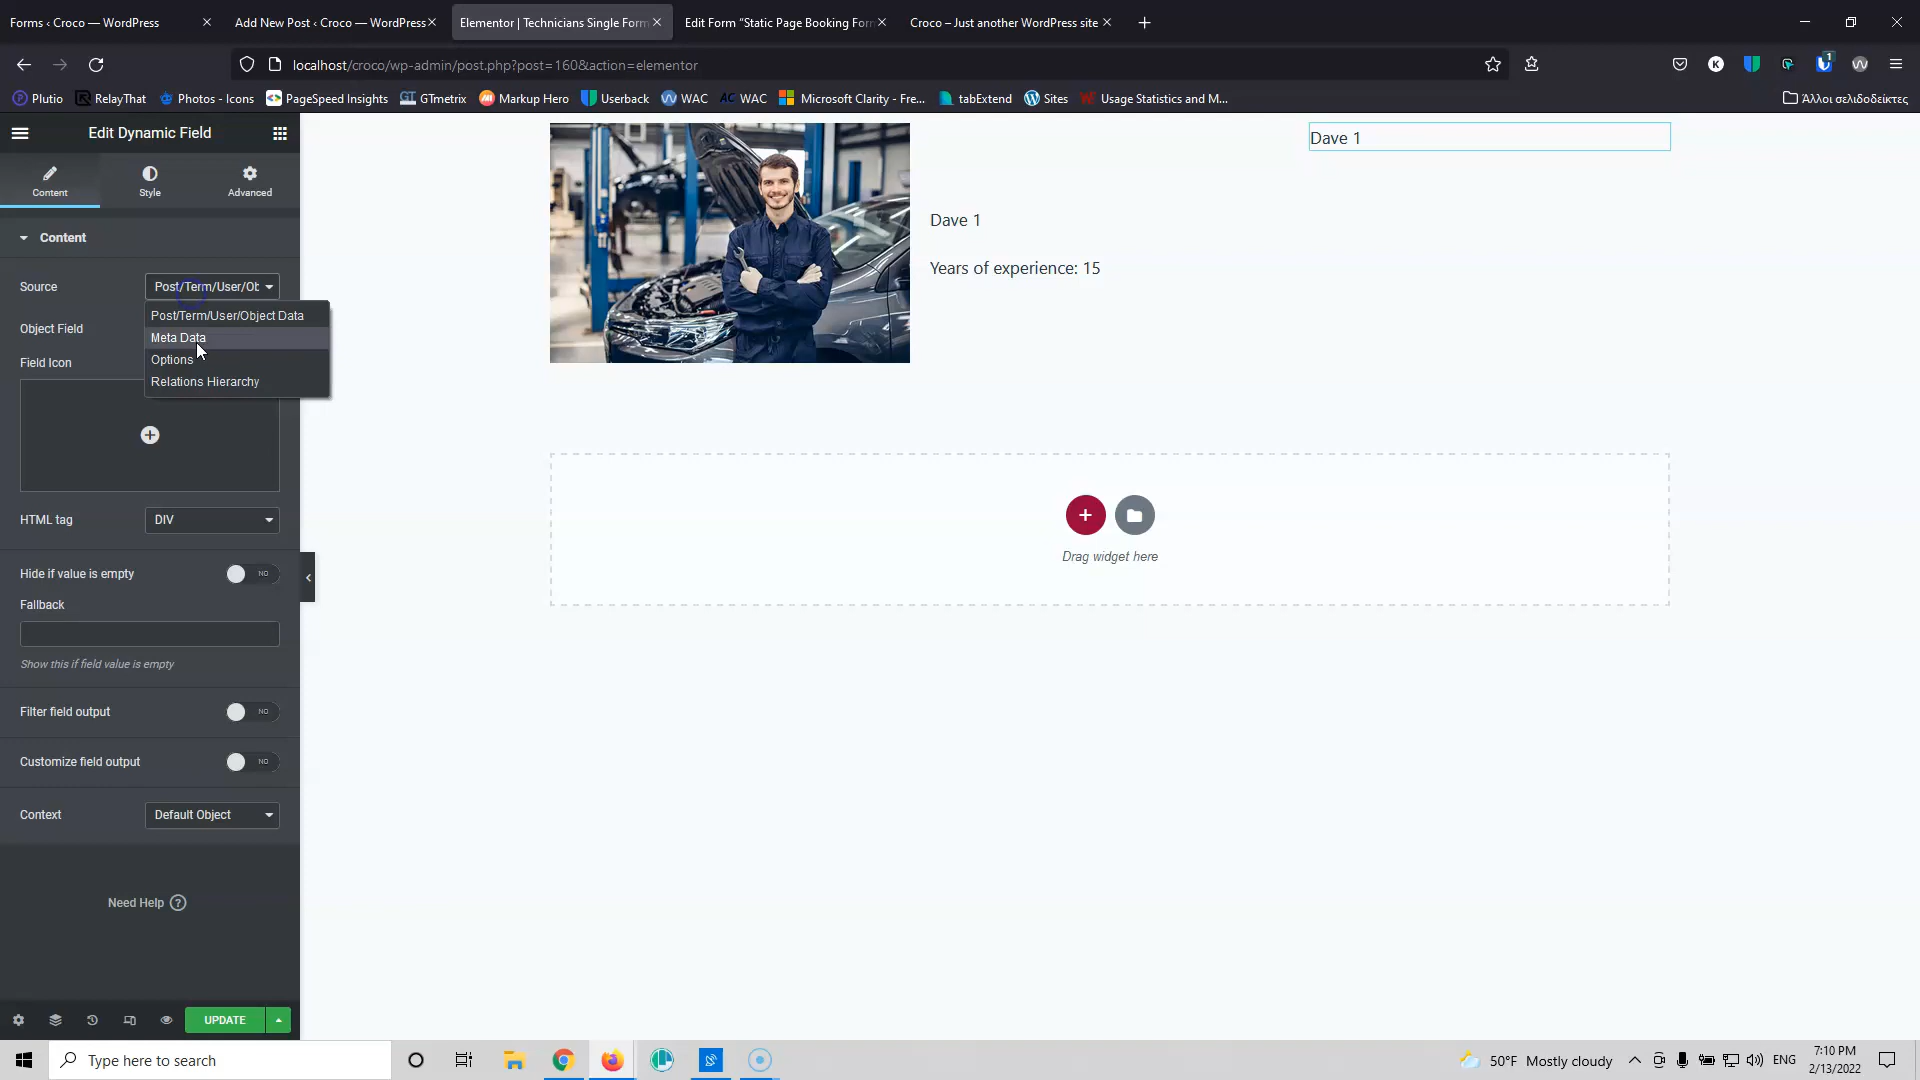 Forms ‹ Croco — WordPress
Add New Post ‹ Croco — WordPress
Elementor | Technicians Single Form
Edit Form “Static Page Booking For
Croco – Just another WordPress site
localhost/croco/wp-admin/post.php?post=160&action=elementor
K
1
Plutio
RelayThat
Photos - Icons
PageSpeed Insights
GTmetrix
Markup Hero
Userback
WAC
WAC
Microsoft Clarity - Fre...
tabExtend
Sites
Usage Statistics and M...
Άλλοι σελιδοδείκτες
Edit Dynamic Field
Content
Style
Advanced
Content
Source
Post/Term/User/Ob
Post/Term/User/Object Data
Meta Data
Options
Relations Hierarchy
Object Field
Field Icon
HTML tag
DIV
Hide if value is empty
NO
Fallback
Show this if field value is empty
Filter field output
NO
Customize field output
NO
Context
Default Object
Need Help
UPDATE
Dave 1
Dave 1
Years of experience: 15
Drag widget here
Type here to search
50°F Mostly cloudy
ENG
7:10 PM
2/13/2022